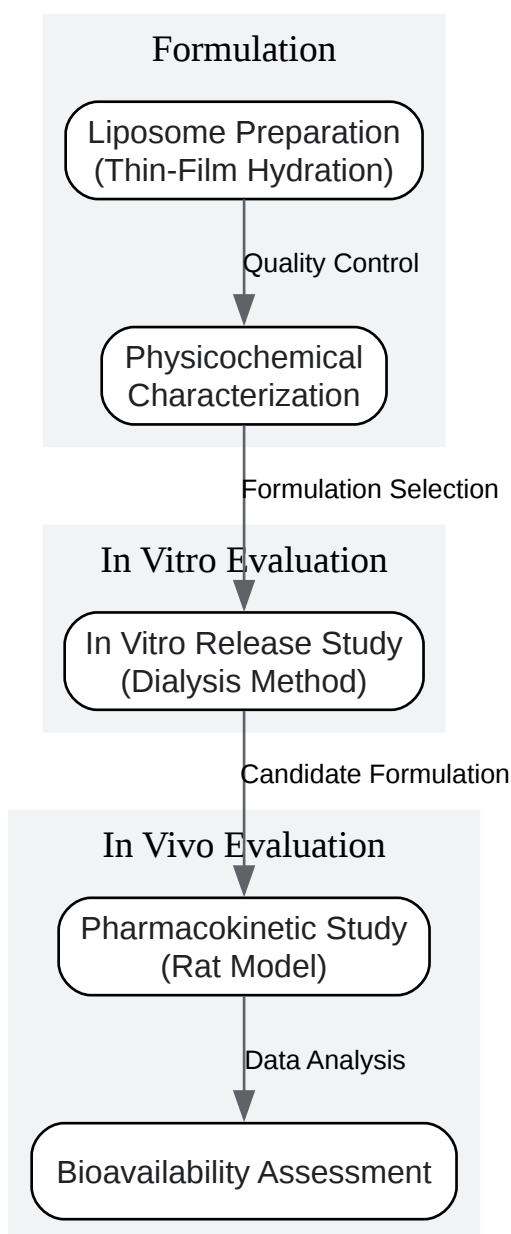 Formulation
Liposome Preparation
(Thin-Film Hydration)
Quality Control
Physicochemical
Characterization
Formulation Selection
In Vitro Evaluation
In Vitro Release Study
(Dialysis Method)
Candidate Formulation
In Vivo Evaluation
Pharmacokinetic Study
(Rat Model)
Data Analysis
Bioavailability Assessment